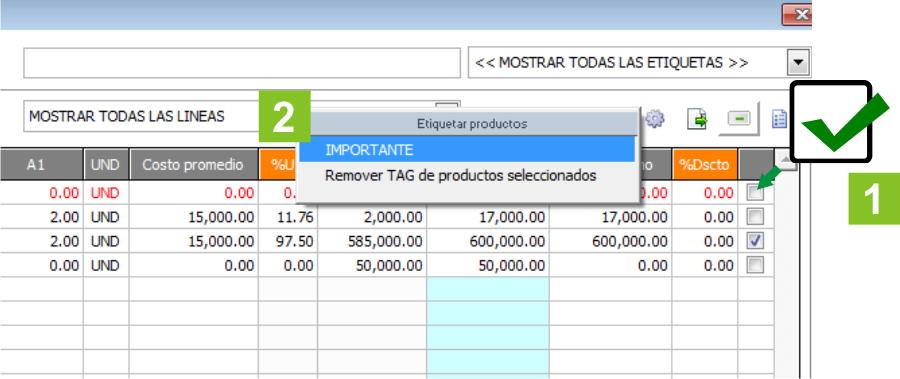 << MOSTRAR TODAS LAS ETIQUETAS >>
MOSTRAR TODAS LAS LINEAS
2
Etiquetar productos
IMPORTANTE
Remover TAG de productos seleccionados
A1 UND Costo promedio %U %Dscto
0.00 UND 0.00 0. 0.00 0.00
1
2.00 UND 15,000.00 11.76 2,000.00 17,000.00 17,000.00 0.00
2.00 UND 15,000.00 97.50 585,000.00 600,000.00 600,000.00 0.00
0.00 UND 0.00 0.00 50,000.00 50,000.00 0.00 0.00